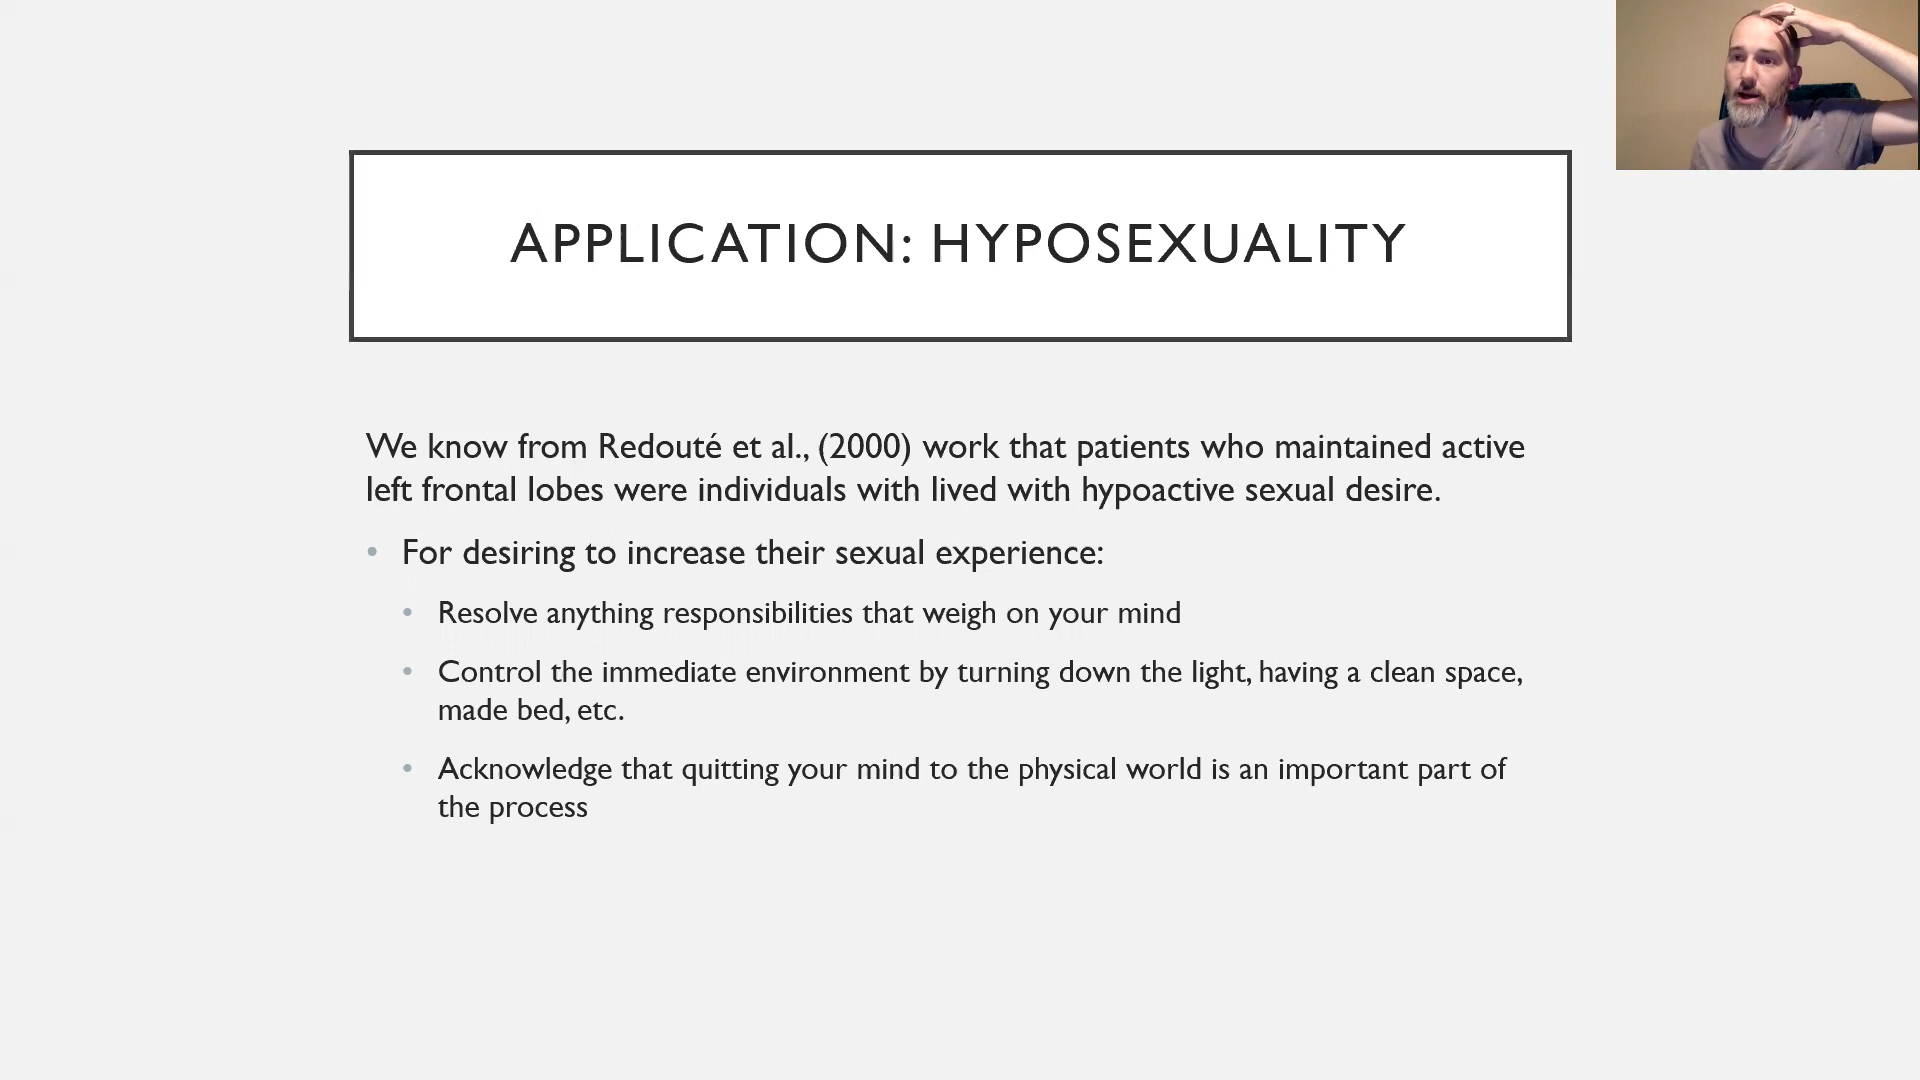 APPLICATION: HYPOSEXUALITY
We know from Redouté et al., (2000) work that patients who maintained active
left frontal lobes were individuals with lived with hypoactive sexual desire.
• For desiring to increase their sexual experience:
• Resolve anything responsibilities that weigh on your mind
• Control the immediate environment by turning down the light, having a clean space,
made bed, etc.
• Acknowledge that quitting your mind to the physical world is an important part of
the process